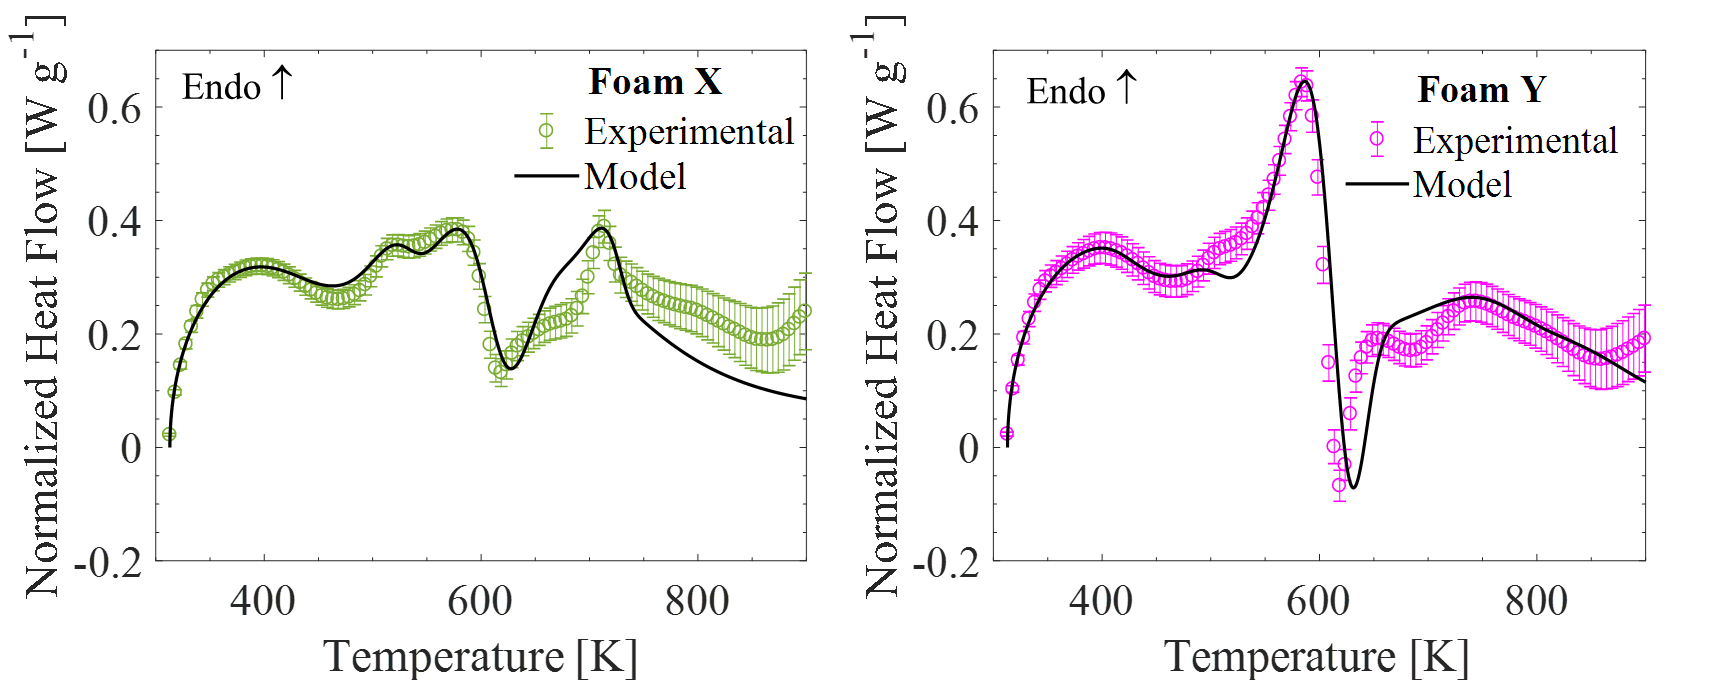 Normalized Heat Flow [W g⁻¹]
Endo ↑
Foam X
Experimental
Model
0.6
0.4
0.2
0
-0.2
400
600
800
Temperature [K]
Normalized Heat Flow [W g⁻¹]
Endo ↑
Foam Y
Experimental
Model
0.6
0.4
0.2
0
-0.2
400
600
800
Temperature [K]